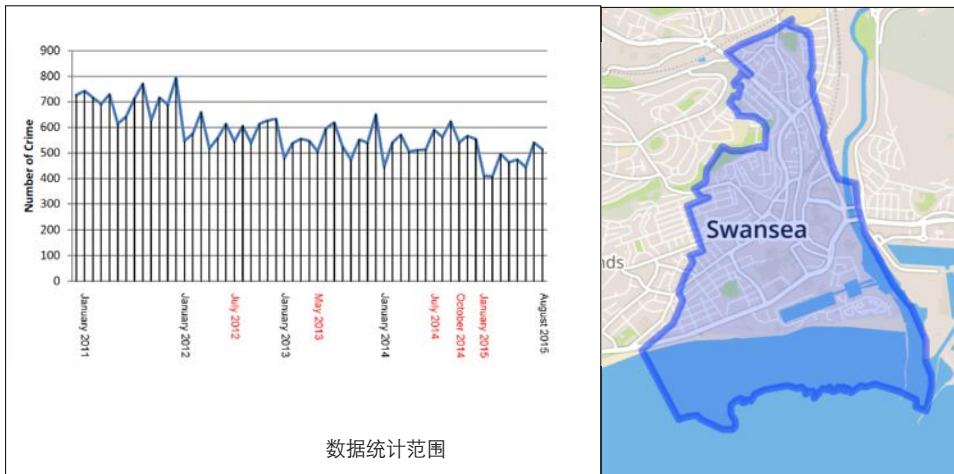 900
800
700
600
500
400
300
200
100
0
Number of Crime
January 2011
January 2012
July 2012
January 2013
May 2013
January 2014
July 2014
October 2014
January 2015
August 2015
数据统计范围
Swansea
nds